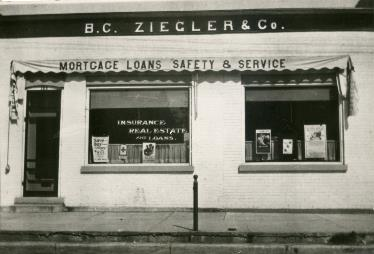 B.C. ZIEGLER & Co.
MORTGAGE LOANS SAFETY & SERVICE
INSURANCE
REAL ESTATE
AND LOANS.